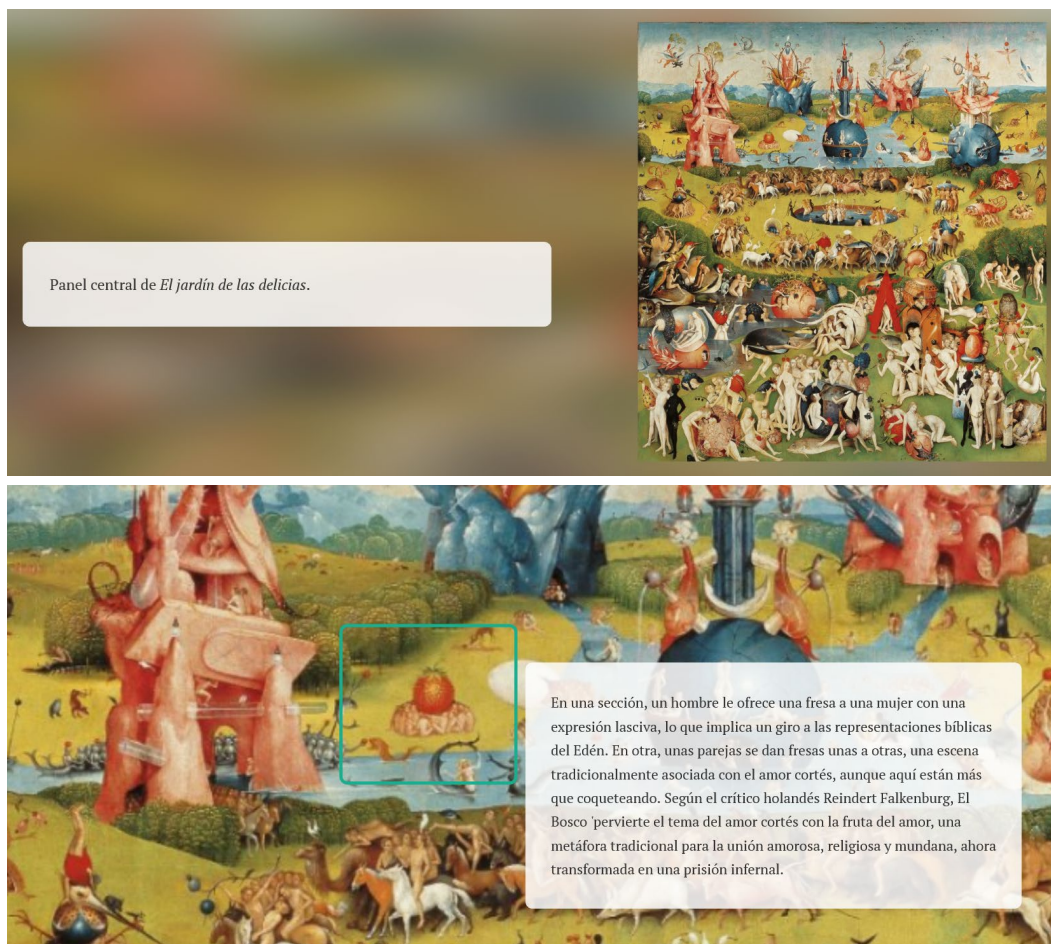 Panel central de El jardín de las delicias.
En una sección, un hombre le ofrece una fresa a una mujer con una
expresión lasciva, lo que implica un giro a las representaciones bíblicas
del Edén. En otra, unas parejas se dan fresas unas a otras, una escena
tradicionalmente asociada con el amor cortés, aunque aquí están más
que coqueteando. Según el crítico holandés Reindert Falkenburg, El
Bosco 'pervierte el tema del amor cortés con la fruta del amor, una
metáfora tradicional para la unión amorosa, religiosa y mundana, ahora
transformada en una prisión infernal.